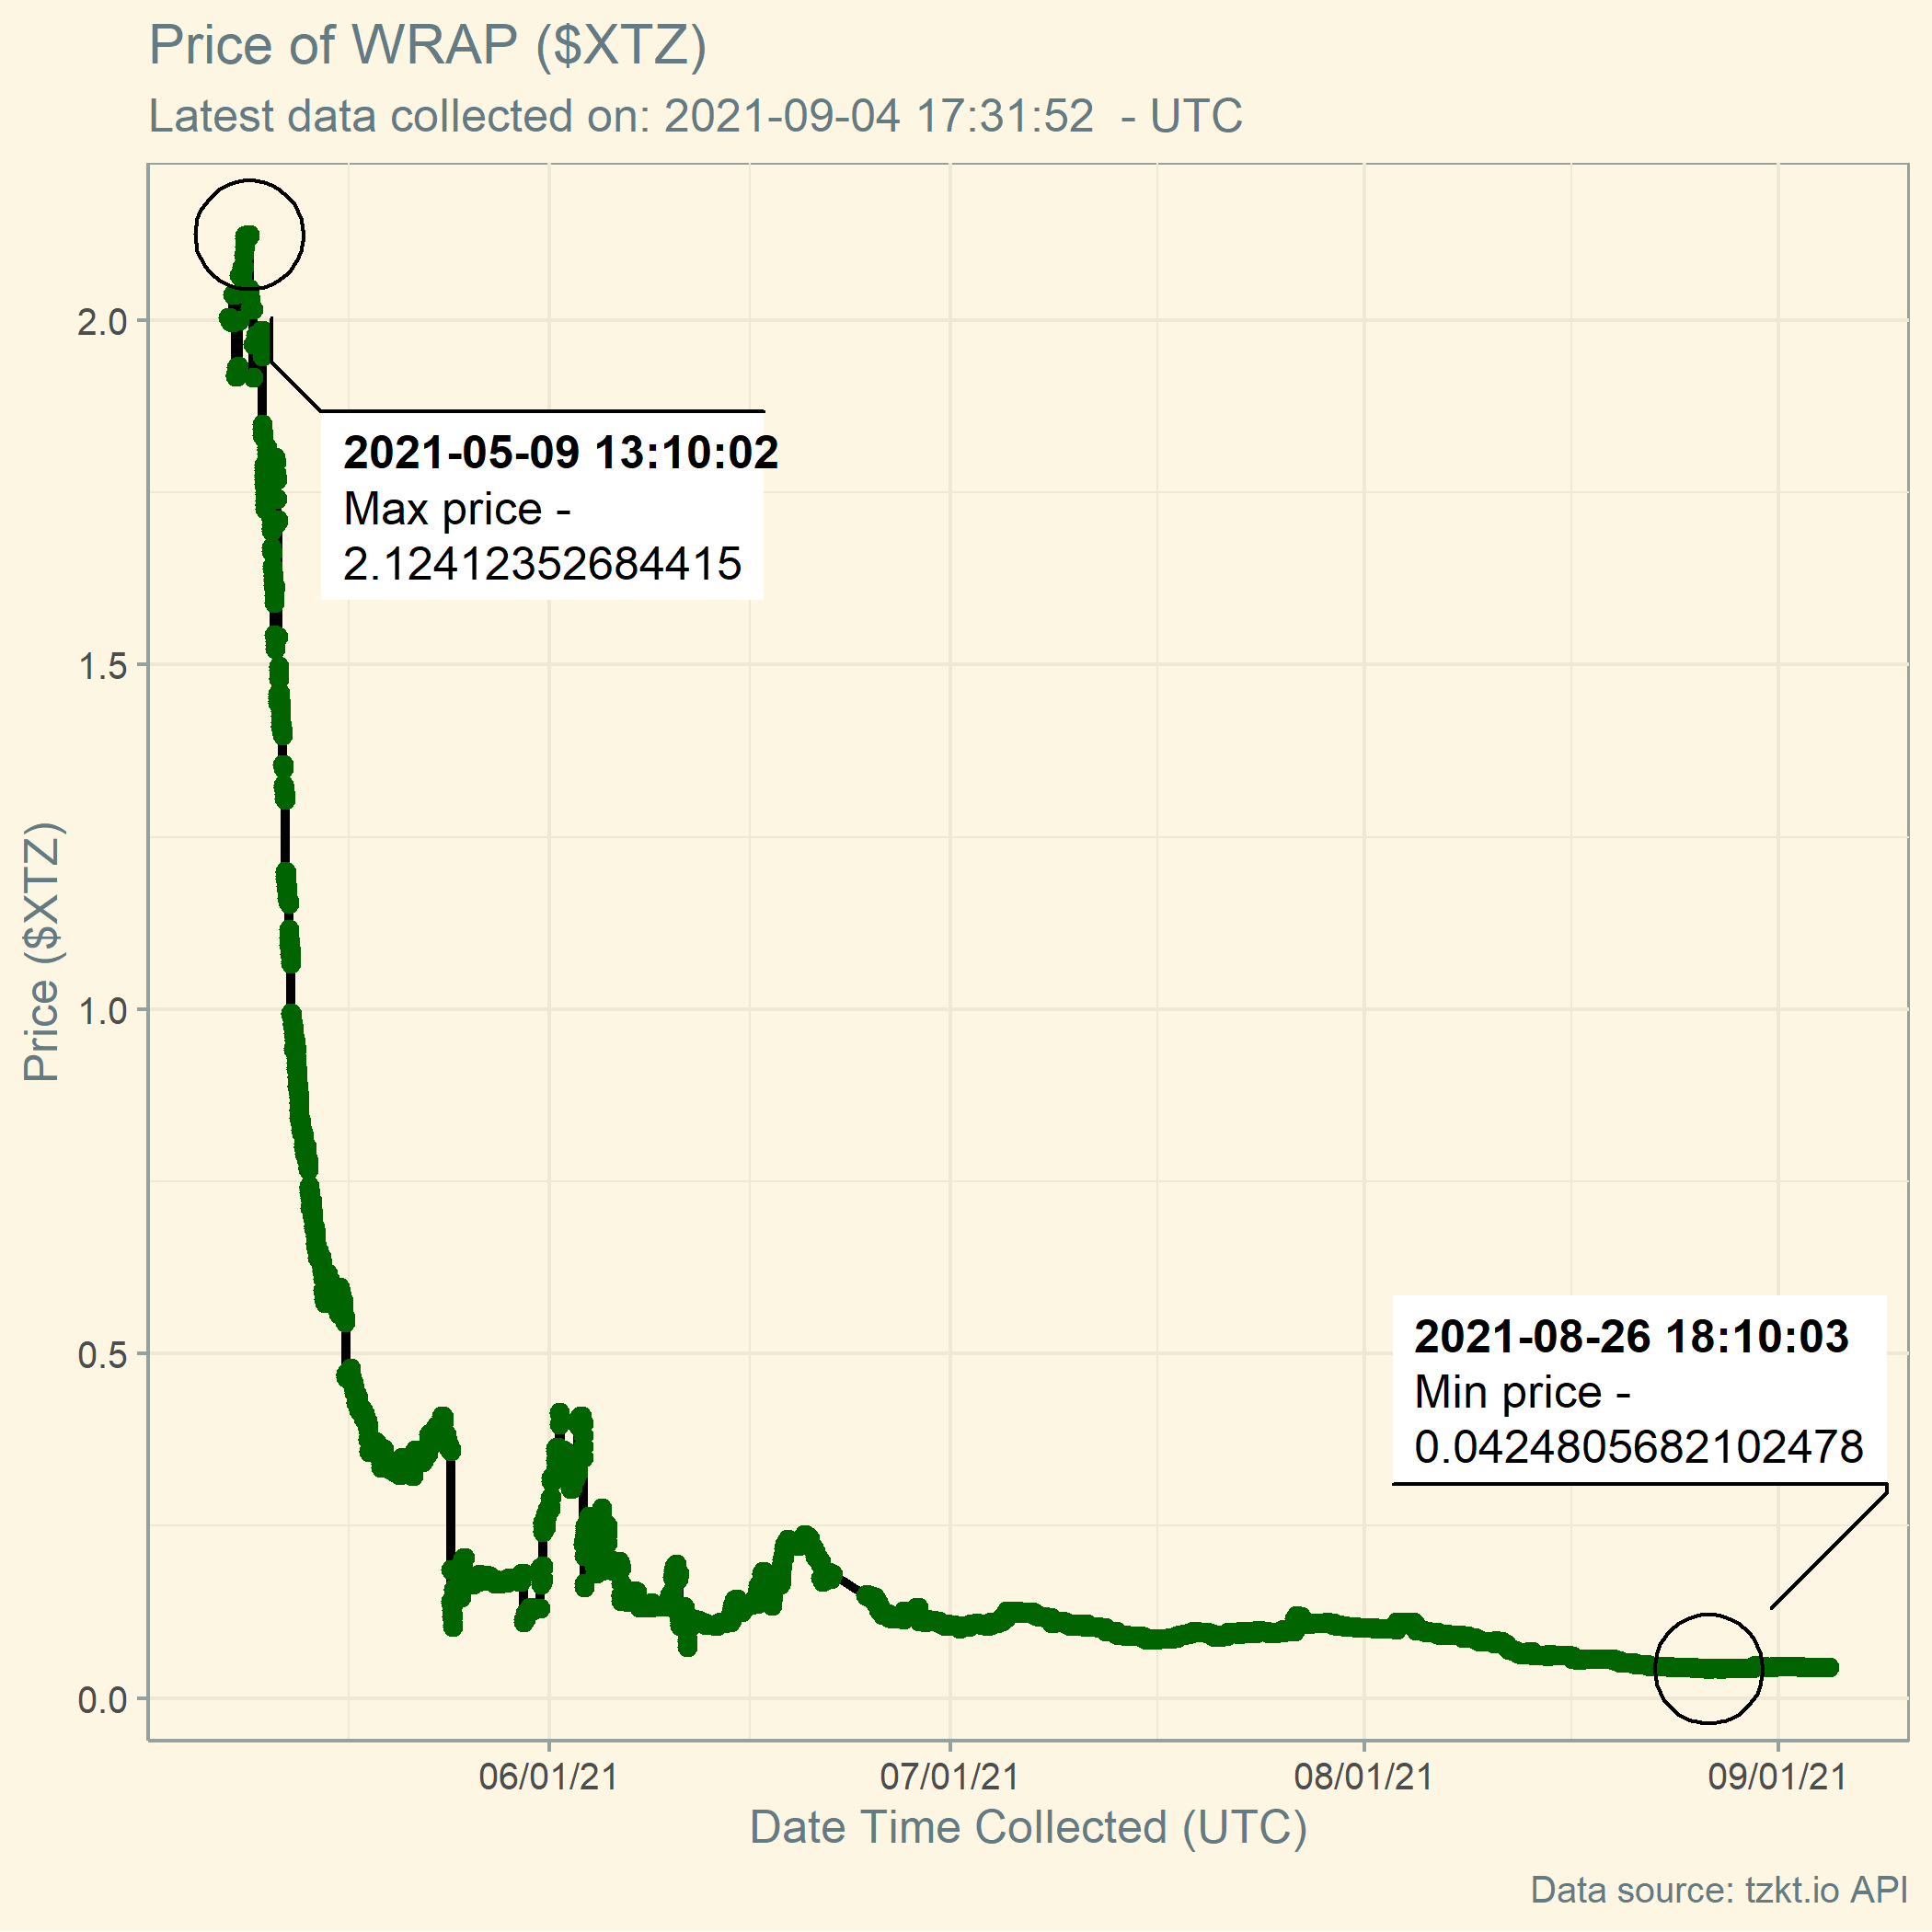 Price of WRAP ($XTZ)
Latest data collected on: 2021-09-04 17:31:52  - UTC
2021-05-09 13:10:02
Max price -
2.12412352684415
2021-08-26 18:10:03
Min price -
0.0424805682102478
Price ($XTZ)
2.0
1.5
1.0
0.5
0.0
06/01/21
07/01/21
08/01/21
09/01/21
Date Time Collected (UTC)
Data source: tzkt.io API